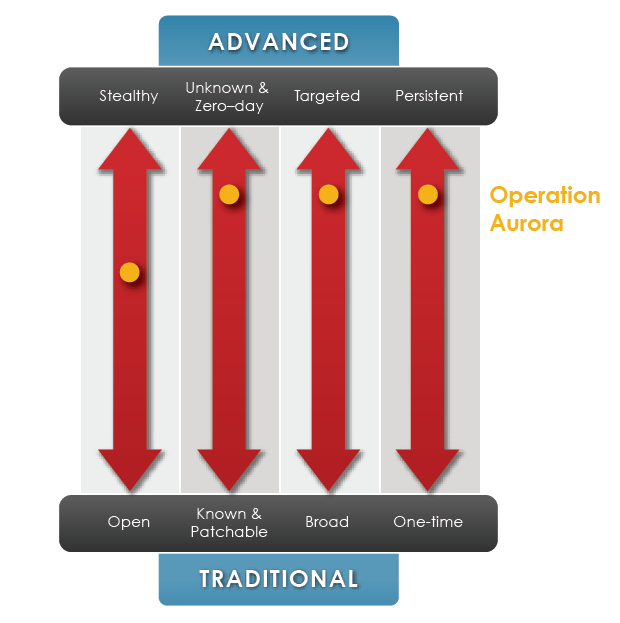 ADVANCED
Stealthy
Unknown &
Zero–day
Targeted
Persistent
Operation
Aurora
Open
Known &
Patchable
Broad
One-time
TRADITIONAL